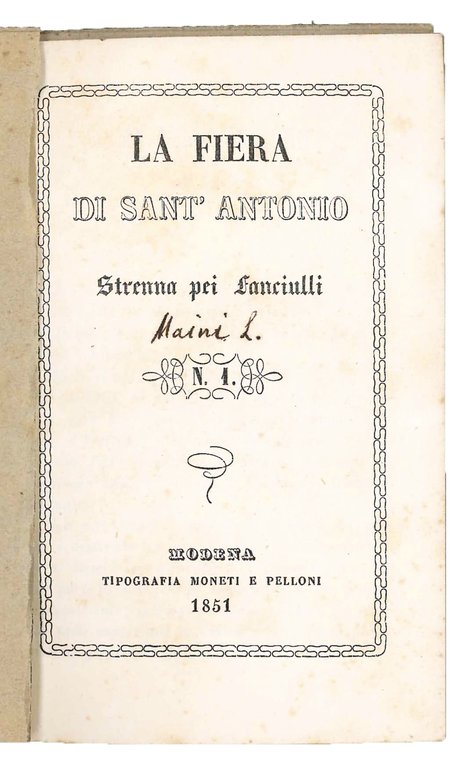 LA FIERA
DI SANT' ANTONIO
Strenna pei Fanciulli
Maini L.
N. 1.
MODENA
TIPOGRAFIA MONETI E PELLONI
1851